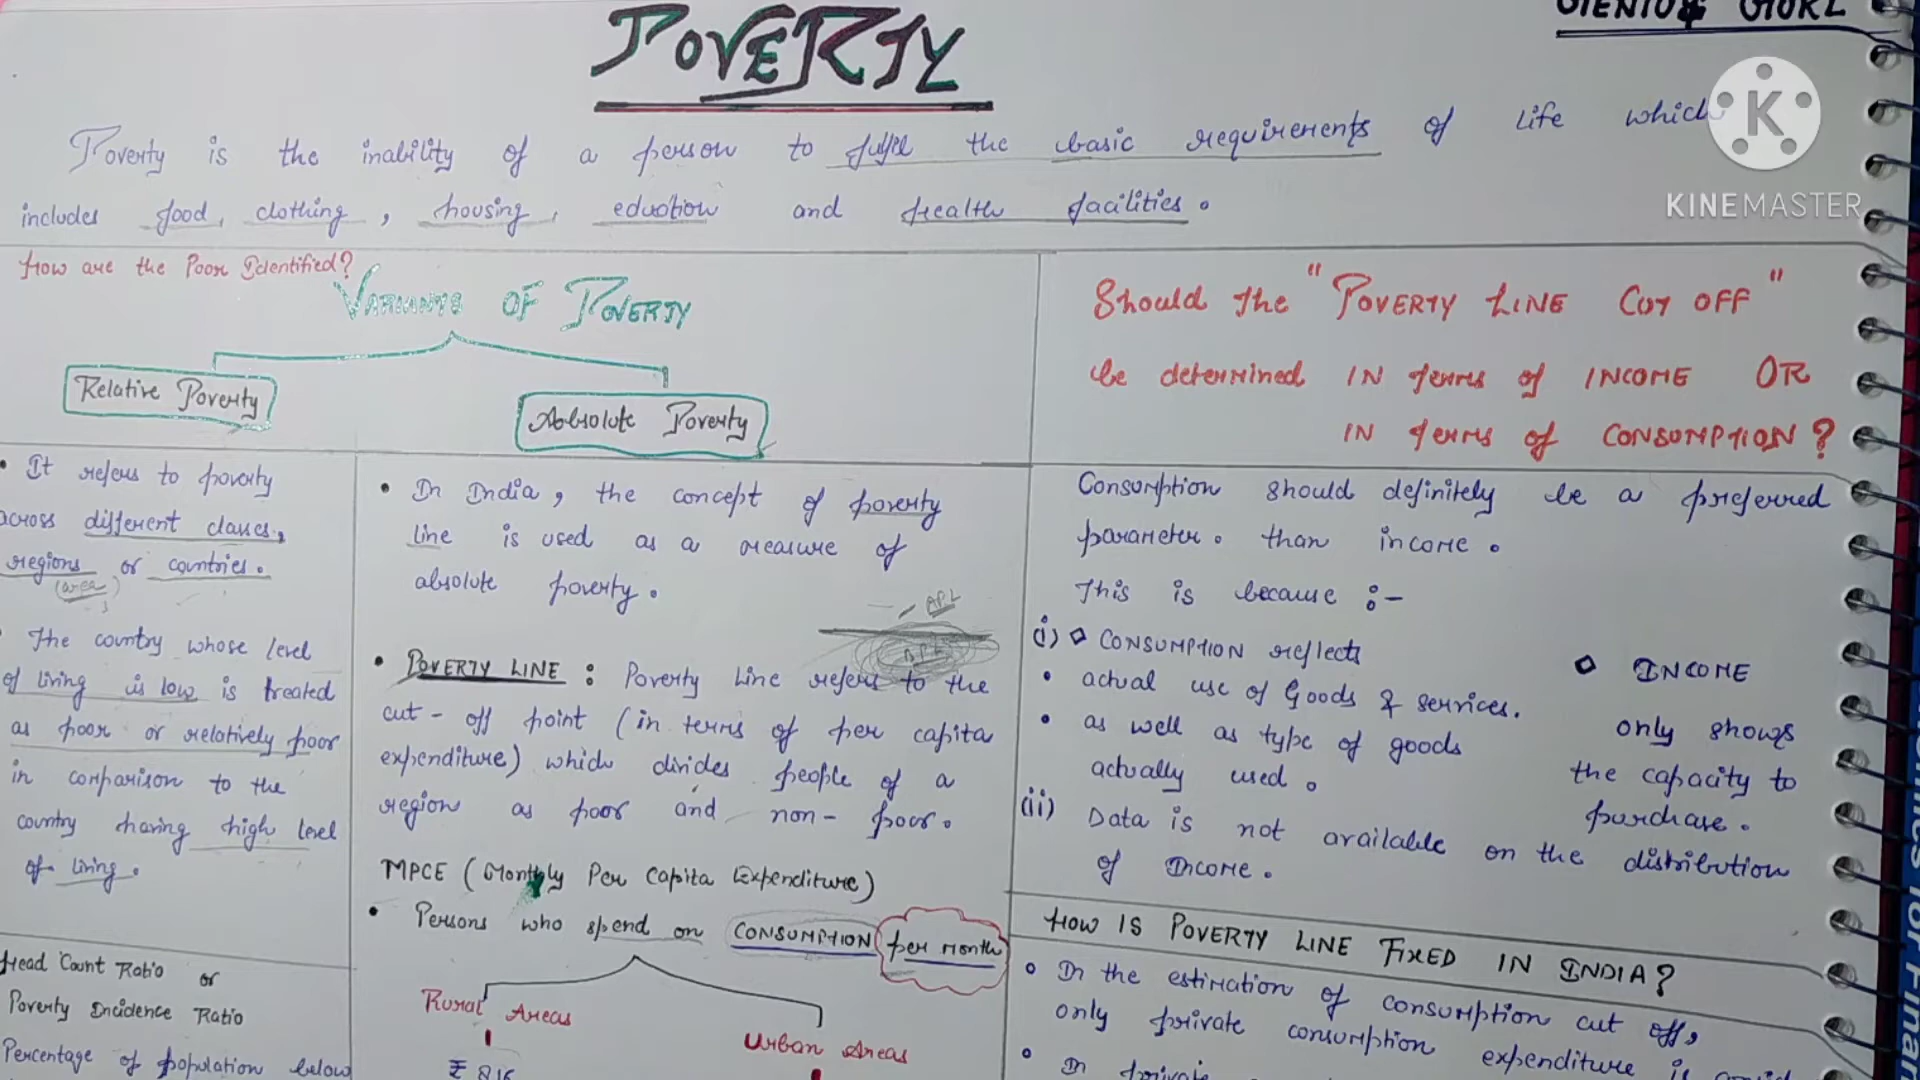 POVERTY
GENIUS GURL
KINEMASTER
Poverty is the inability of a person to fulfil the basic requirements of life which
includes food, clothing, housing, eduction and health facilities.
How are the Poor Identified?
VARIANTS OF POVERTY
Relative Poverty
Absolute Poverty
• It refers to poverty
across different classes,
regions or countries.
(area)
• The country whose level
of living is low is treated
as poor or relatively poor
in comparison to the
country having high level
of living.
Head Count Ratio or
Poverty Incidence Ratio
Percentage of population below
• In India, the concept of poverty
line is used as a measure of
absolute poverty.
APL
BPL
• POVERTY LINE : Poverty Line refers to the
cut-off point (in terms of per capita
expenditure) which divides people of a
region as poor and non-poor.
MPCE (Monthly Per Capita Expenditure)
• Persons who spend on CONSUMPTION per month
Rural Areas
Urban Areas
₹ 816
Should the "POVERTY LINE CUT OFF"
be determined IN terms of INCOME OR
IN terms of CONSUMPTION?
Consumption should definitely be a preferred
parameter. than income.
This is because :-
(i) ◇ CONSUMPTION reflects
• actual use of Goods & services.
• as well as type of goods
actually used.
◇ INCOME
only shows
the capacity to
purchase.
(ii) Data is not available on the distribution
of Income.
HOW IS POVERTY LINE FIXED IN INDIA?
• In the estimation of consumption cut off,
only private consumption expenditure is
• In private